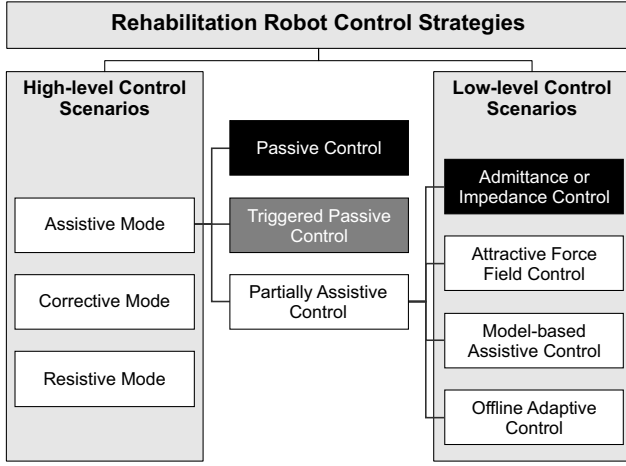 Rehabilitation Robot Control Strategies
High-level Control
Scenarios
Assistive Mode
Corrective Mode
Resistive Mode
Passive Control
Triggered Passive
Control
Partially Assistive
Control
Low-level Control
Scenarios
Admittance or
Impedance Control
Attractive Force
Field Control
Model-based
Assistive Control
Offline Adaptive
Control